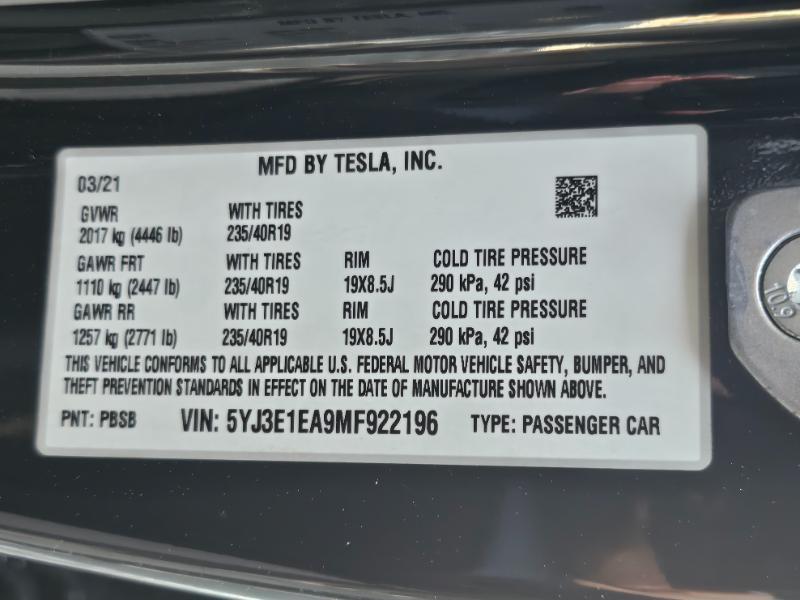 MFD BY TESLA, INC.
MFD BY TESLA, INC.
03/21
GVWR WITH TIRES
2017 kg (4446 lb) 235/40R19
GAWR FRT WITH TIRES RIM COLD TIRE PRESSURE
1110 kg (2447 lb) 235/40R19 19X8.5J 290 kPa, 42 psi
GAWR RR WITH TIRES RIM COLD TIRE PRESSURE
1257 kg (2771 lb) 235/40R19 19X8.5J 290 kPa, 42 psi
THIS VEHICLE CONFORMS TO ALL APPLICABLE U.S. FEDERAL MOTOR VEHICLE SAFETY, BUMPER, AND
THEFT PREVENTION STANDARDS IN EFFECT ON THE DATE OF MANUFACTURE SHOWN ABOVE.
PNT: PBSB VIN: 5YJ3E1EA9MF922196 TYPE: PASSENGER CAR
10.9